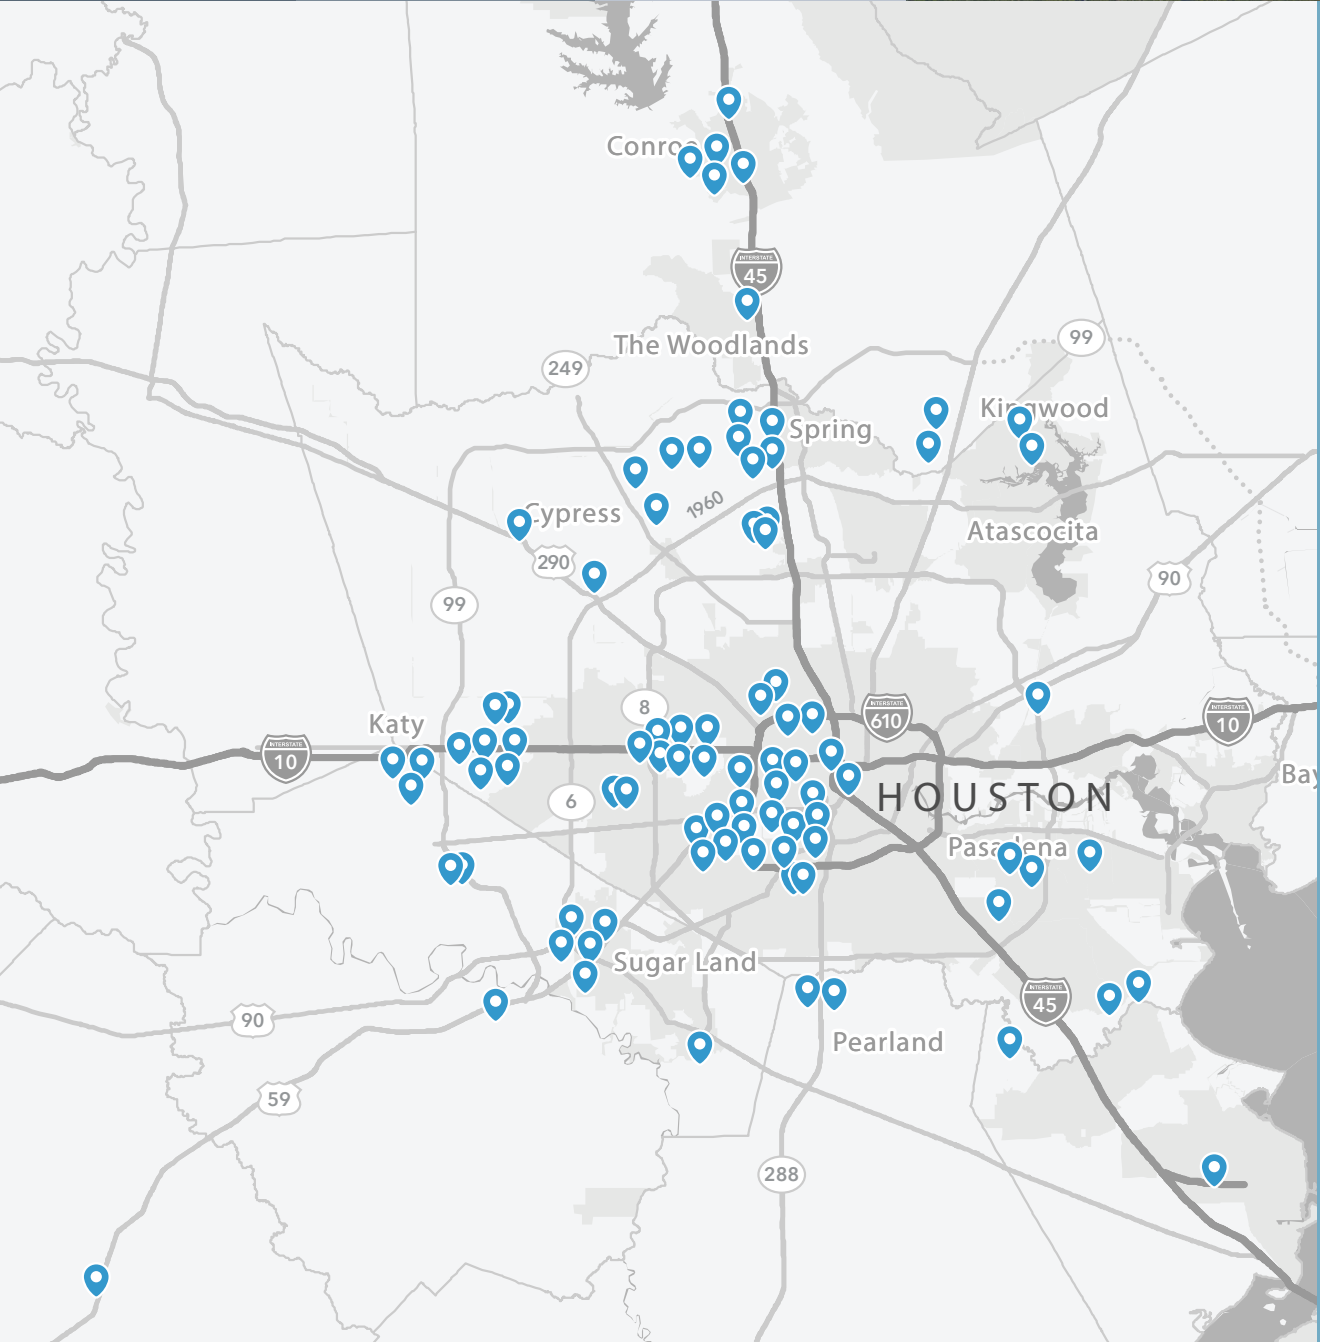 Conroe
INTERSTATE
45
The Woodlands
99
249
Kingwood
Spring
1960
Cypress
Atascocita
290
90
99
8
INTERSTATE
610
INTERSTATE
10
Katy
INTERSTATE
10
Bay
6
HOUSTON
Pasadena
Sugar Land
INTERSTATE
45
90
Pearland
59
288